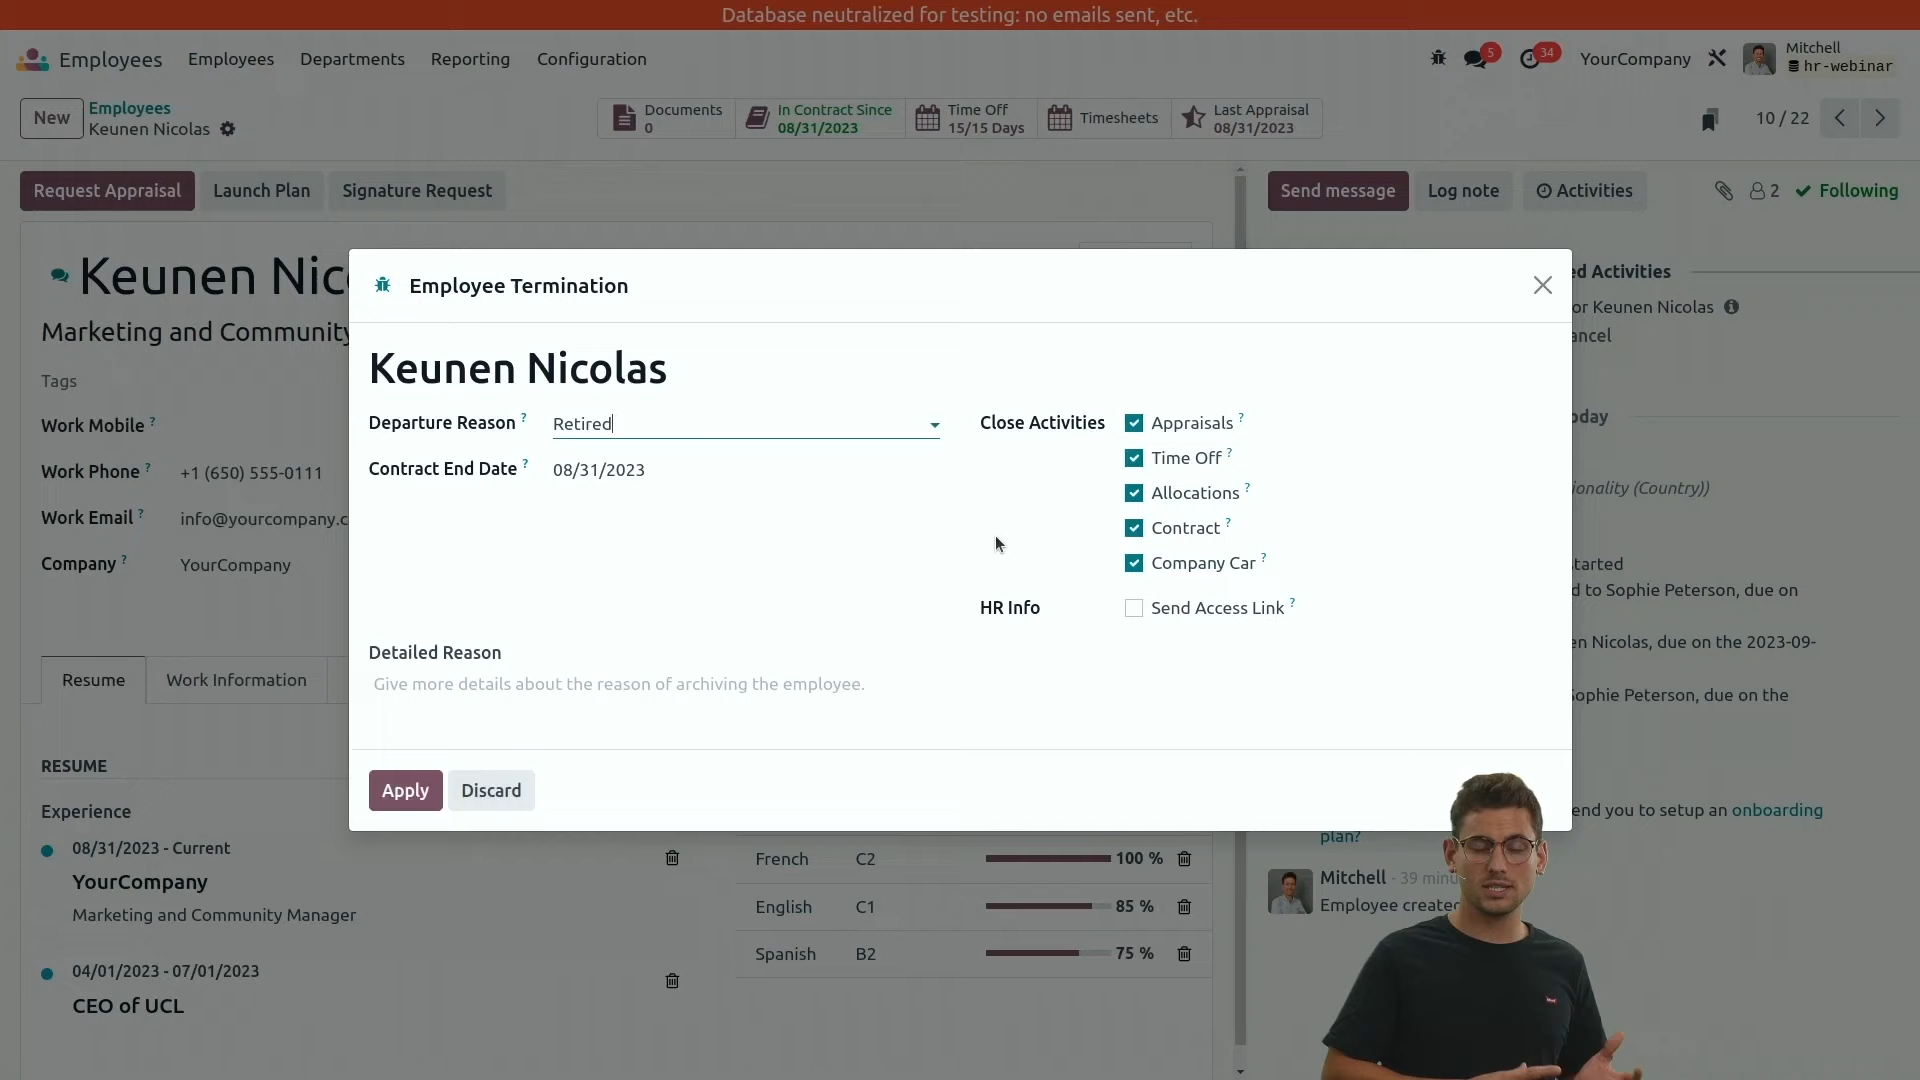 Database neutralized for testing: no emails sent, etc.
Employees Employees Departments Reporting Configuration 5 34 YourCompany Mitchell hr-webinar
New Employees
Keunen Nicolas
Documents 0
In Contract Since 08/31/2023
Time Off 15/15 Days
Timesheets
Last Appraisal 08/31/2023
10 / 22
Request Appraisal Launch Plan Signature Request
Send message Log note Activities 2 Following
Keunen Nic
Marketing and Community
Tags
Work Mobile ?
Work Phone ? +1 (650) 555-0111
Work Email ? info@yourcompany.c
Company ? YourCompany
Resume Work Information
RESUME
Experience
08/31/2023 - Current
YourCompany
Marketing and Community Manager
04/01/2023 - 07/01/2023
CEO of UCL
Employee Termination
Keunen Nicolas
Departure Reason ? Retired
Contract End Date ? 08/31/2023
Close Activities
Appraisals ?
Time Off ?
Allocations ?
Contract ?
Company Car ?
HR Info Send Access Link ?
Detailed Reason
Give more details about the reason of archiving the employee.
Apply Discard
French C2 100 %
English C1 85 %
Spanish B2 75 %
ed Activities
or Keunen Nicolas
ancel
oday
ionality (Country))
tarted
d to Sophie Peterson, due on
en Nicolas, due on the 2023-09-
Sophie Peterson, due on the
end you to setup an onboarding
plan?
Mitchell - 39 minu
Employee created